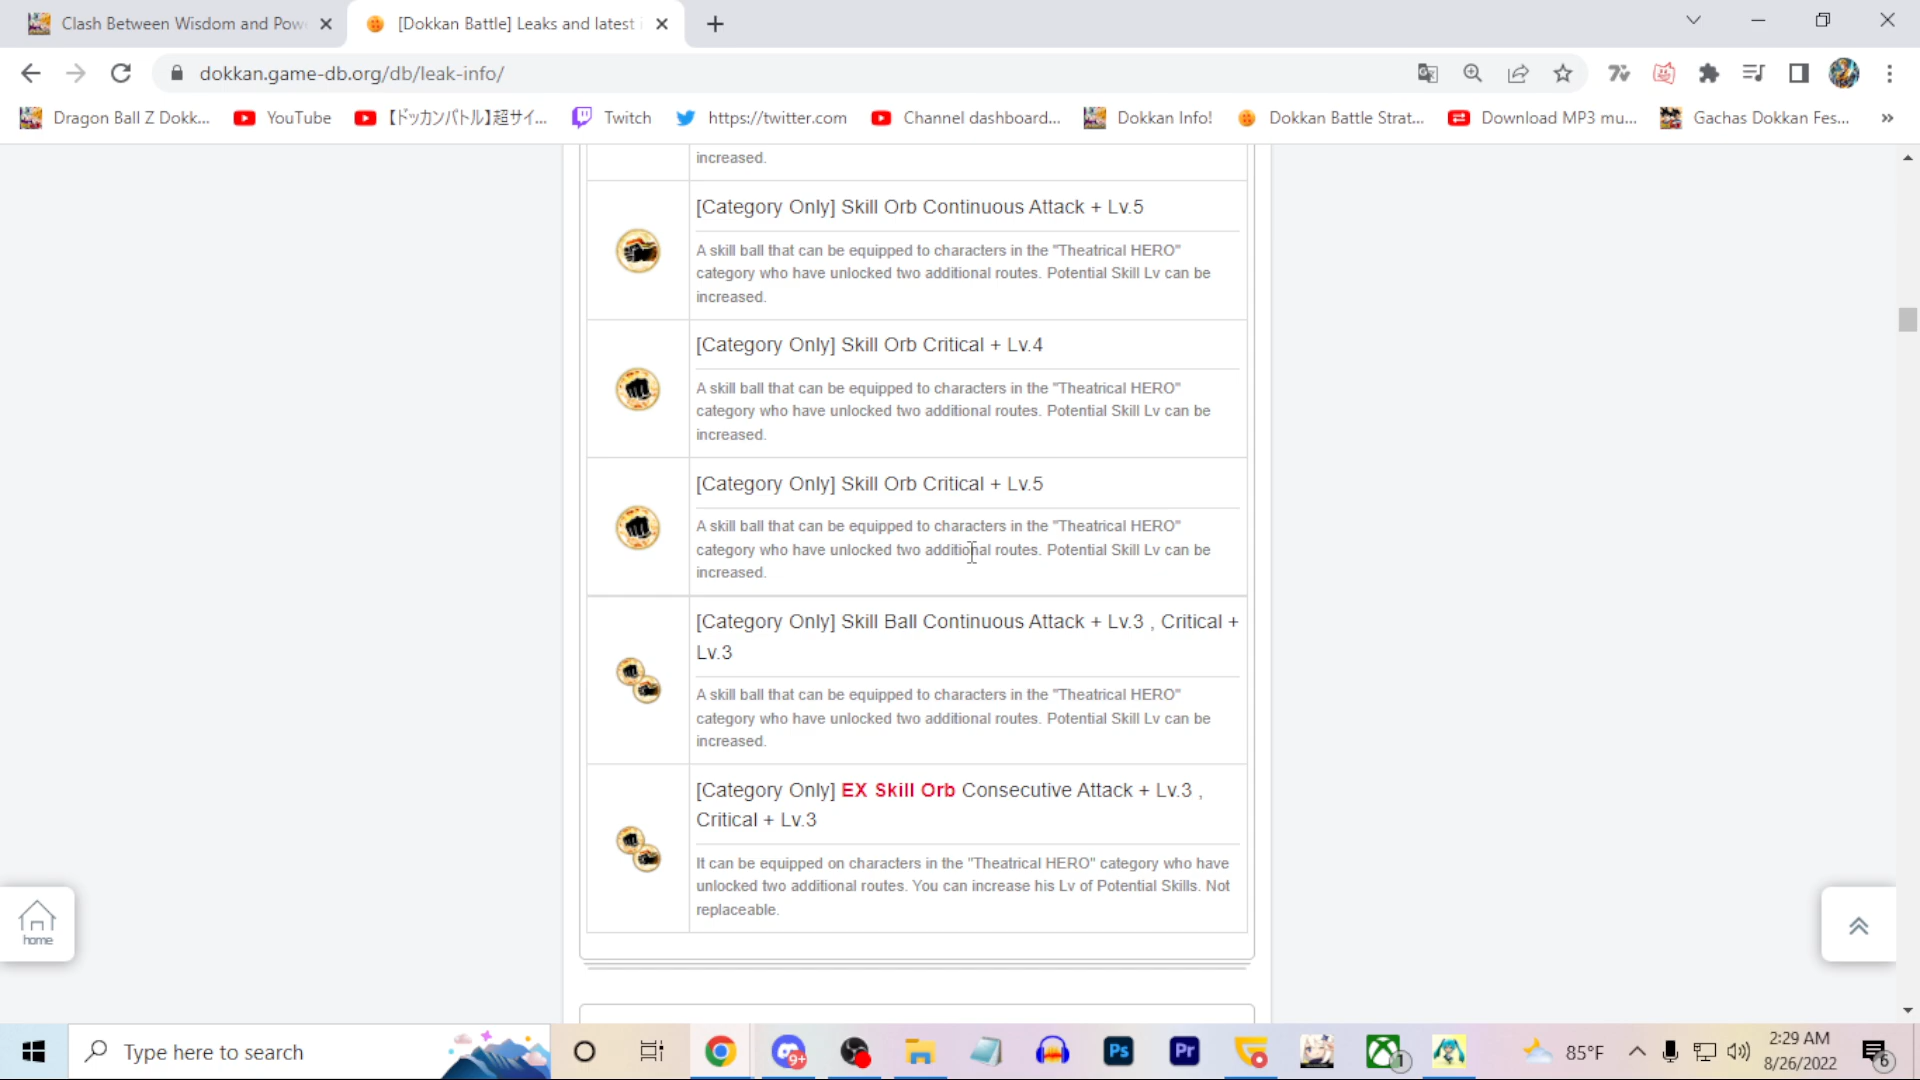 Clash Between Wisdom and Pow
[Dokkan Battle] Leaks and latest i
dokkan.game-db.org/db/leak-info/
Dragon Ball Z Dokk...
YouTube
【ドッカンバトル】超サイ...
Twitch
https://twitter.com
Channel dashboard...
Dokkan Info!
Dokkan Battle Strat...
Download MP3 mu...
Gachas Dokkan Fes...
»
increased.
[Category Only] Skill Orb Continuous Attack + Lv.5
A skill ball that can be equipped to characters in the "Theatrical HERO"
category who have unlocked two additional routes. Potential Skill Lv can be
increased.
[Category Only] Skill Orb Critical + Lv.4
A skill ball that can be equipped to characters in the "Theatrical HERO"
category who have unlocked two additional routes. Potential Skill Lv can be
increased.
[Category Only] Skill Orb Critical + Lv.5
A skill ball that can be equipped to characters in the "Theatrical HERO"
category who have unlocked two additional routes. Potential Skill Lv can be
increased.
[Category Only] Skill Ball Continuous Attack + Lv.3 , Critical +
Lv.3
A skill ball that can be equipped to characters in the "Theatrical HERO"
category who have unlocked two additional routes. Potential Skill Lv can be
increased.
[Category Only] EX Skill Orb Consecutive Attack + Lv.3 ,
Critical + Lv.3
It can be equipped on characters in the "Theatrical HERO" category who have
unlocked two additional routes. You can increase his Lv of Potential Skills. Not
replaceable.
home
Type here to search
9+
Ps
Pr
1
85°F
2:29 AM
8/26/2022
6